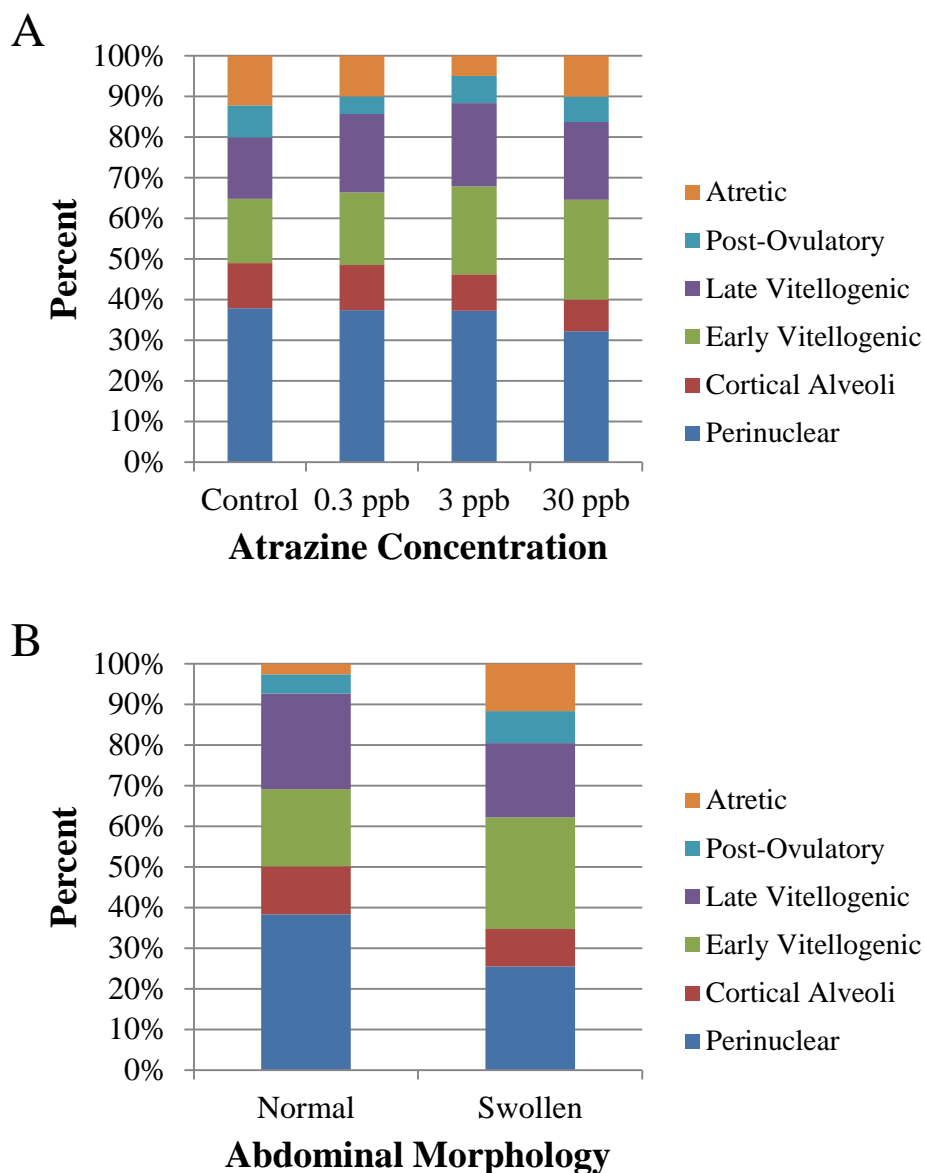 A
100%
90%
80%
70%
60%
50%
40%
30%
20%
10%
0%
Percent
Control 0.3 ppb 3 ppb 30 ppb
Atrazine Concentration
Atretic
Post-Ovulatory
Late Vitellogenic
Early Vitellogenic
Cortical Alveoli
Perinuclear
B
100%
90%
80%
70%
60%
50%
40%
30%
20%
10%
0%
Percent
Normal Swollen
Abdominal Morphology
Atretic
Post-Ovulatory
Late Vitellogenic
Early Vitellogenic
Cortical Alveoli
Perinuclear